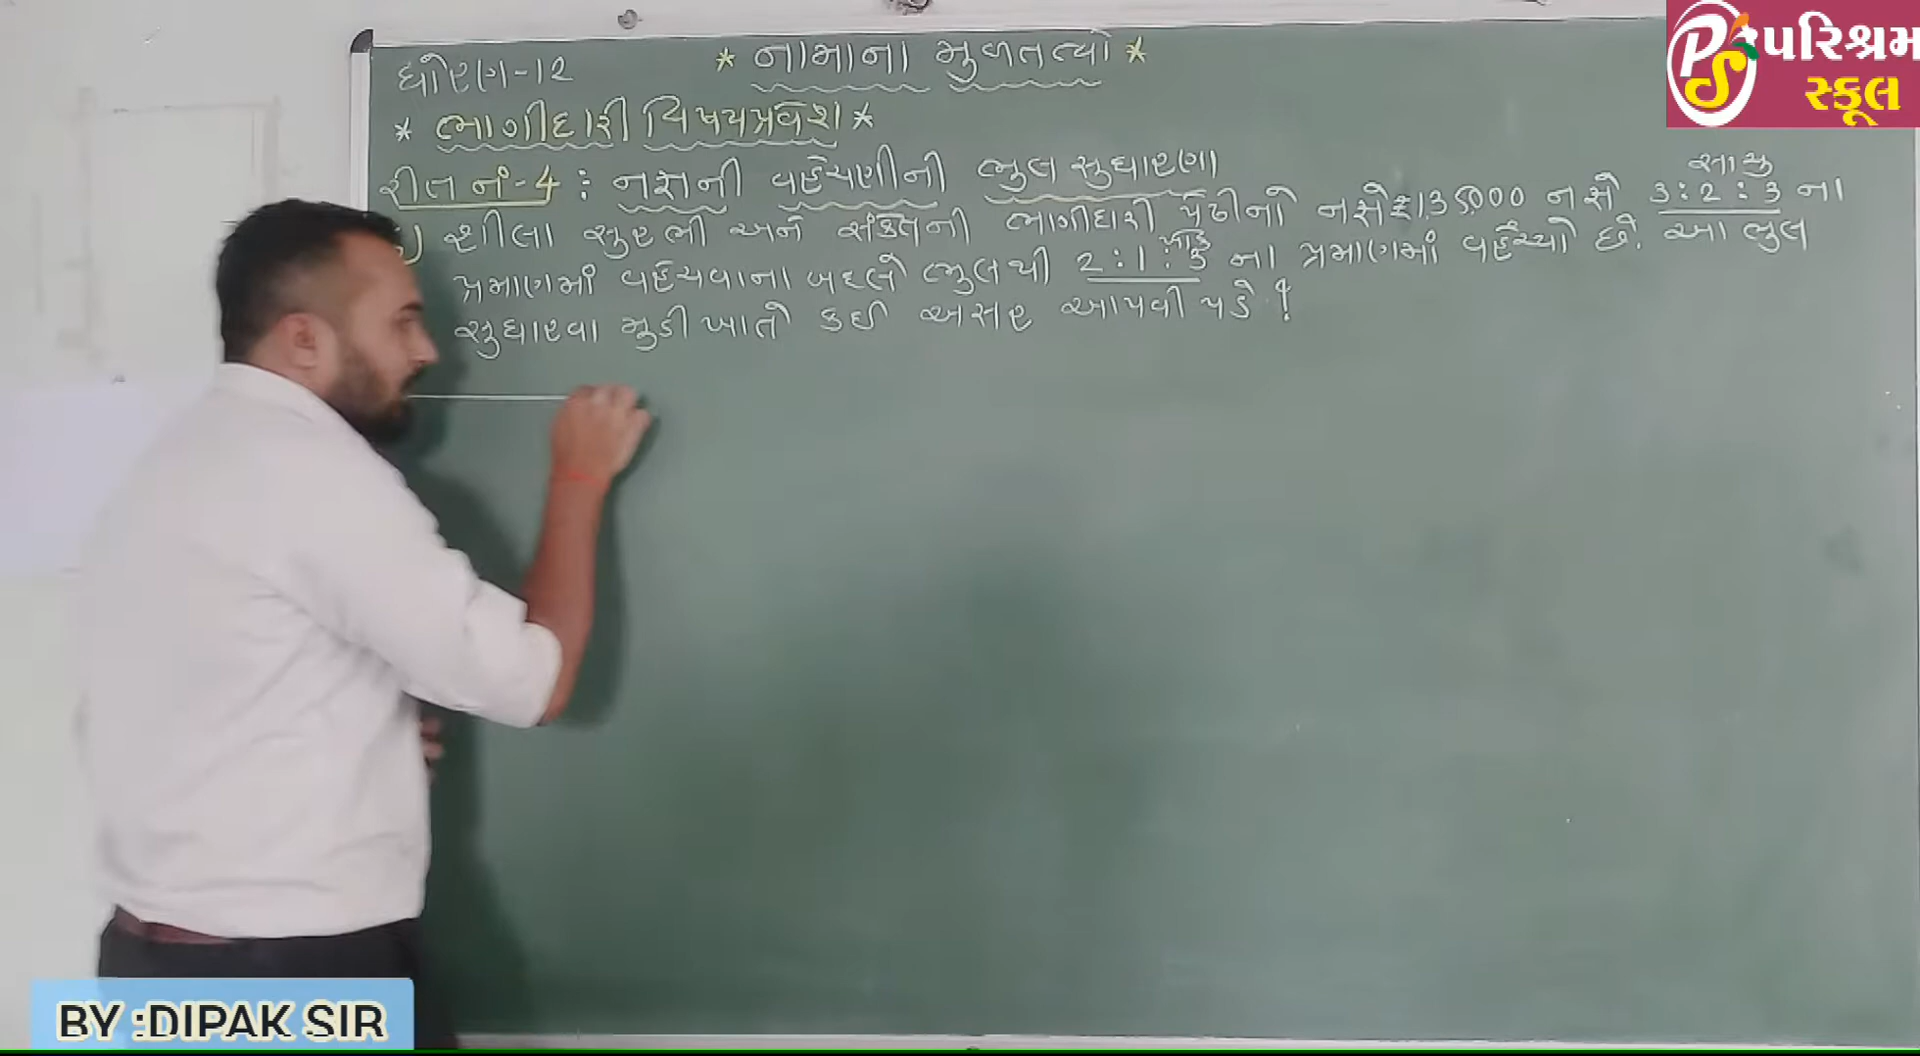 ધોરણ-12
* નામાના મુળતત્વો *
પરિશ્રમ
સ્કૂલ
* ભાગીદારી વિષયપ્રવેશ *
રીત નં-4 : નફાની વહેંચણીની ભુલ સુધારણા
સાચુ
શીલા સુરભી અને સંકેતની ભાગીદારી પેઢીનો નફો ₹1,35,000 નફો 3 : 2 : 3 ના
ખોટુ
પ્રમાણમાં વહેંચવાના બદલે ભુલથી 2 : 1 : 3 ના પ્રમાણમાં વહેંચ્યો છે. આ ભુલ
સુધારવા મુડી ખાતે કઈ અસર આપવી પડે ?
BY :DIPAK SIR